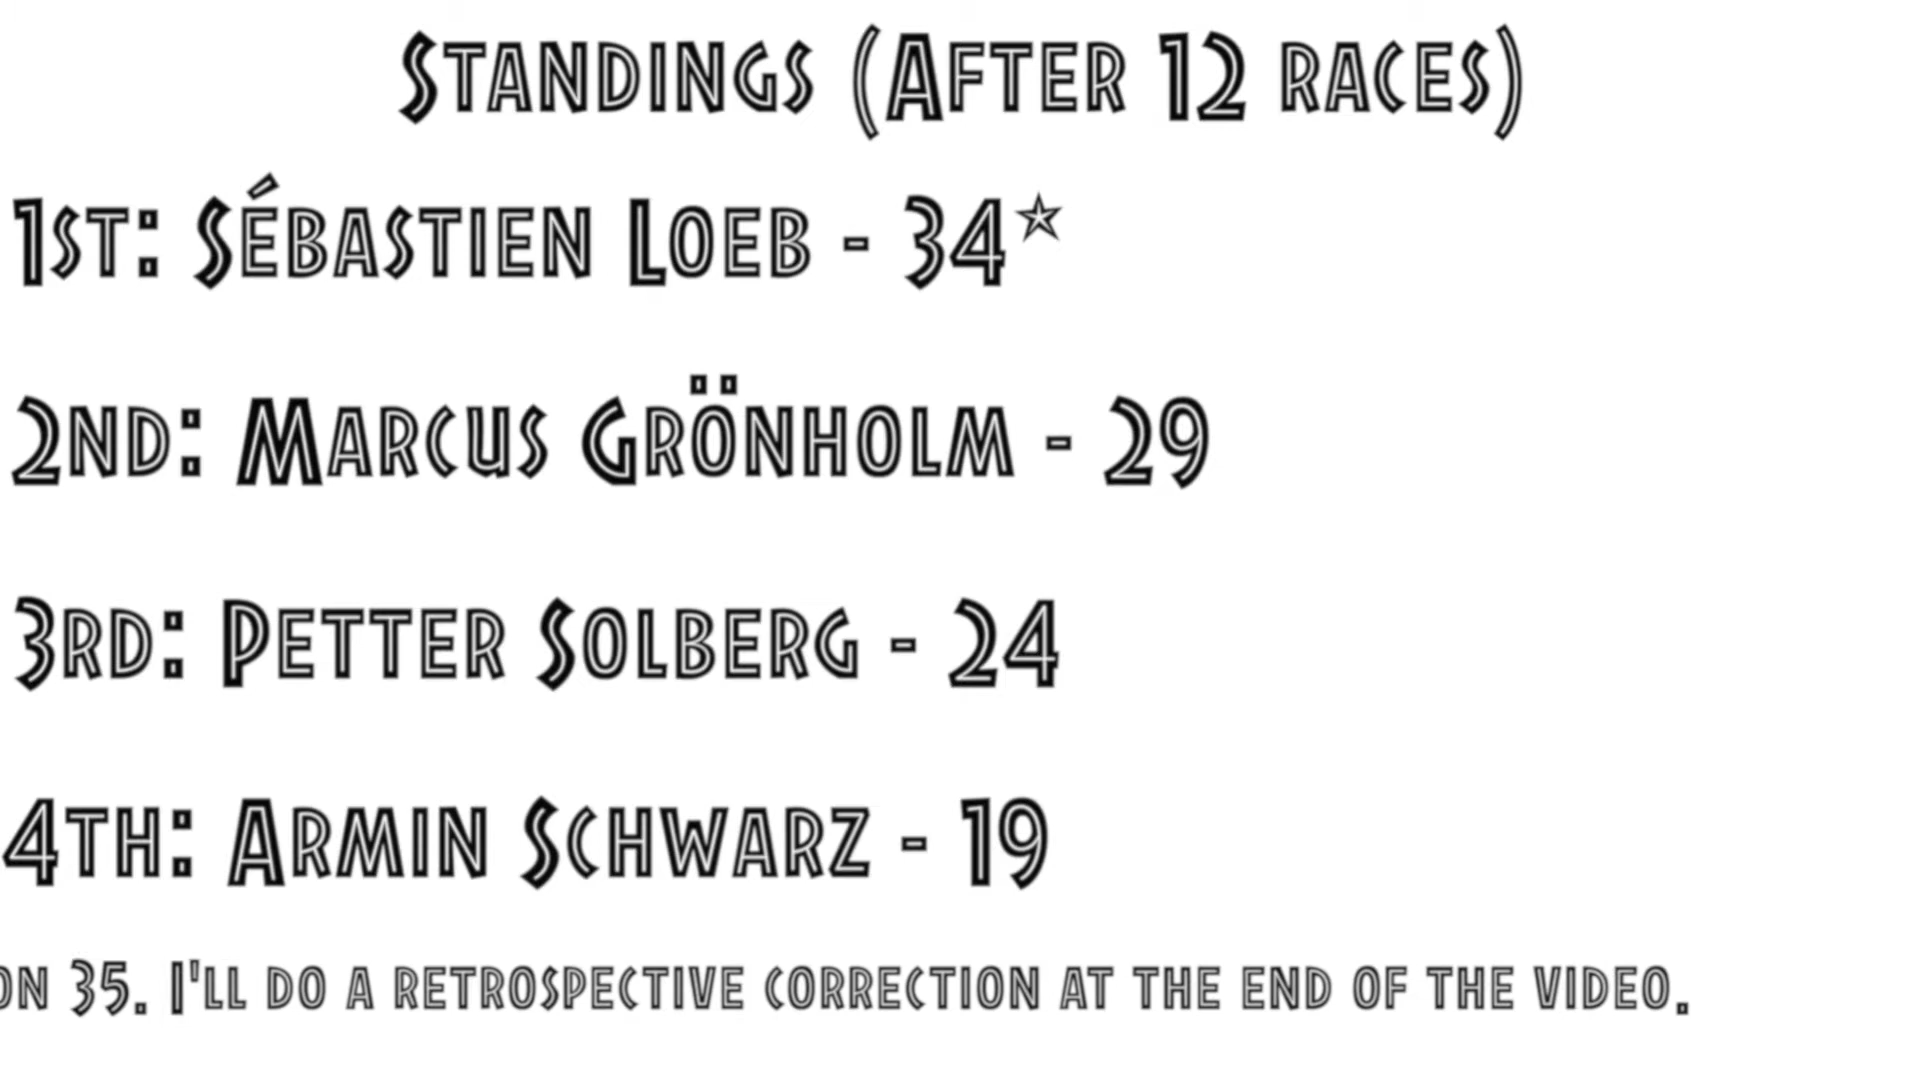 Standings (After 12 races)
1st: Sébastien Loeb - 34*
2nd: Marcus Grönholm - 29
3rd: Petter Solberg - 24
4th: Armin Schwarz - 19
on 35. I'll do a retrospective correction at the end of the video.